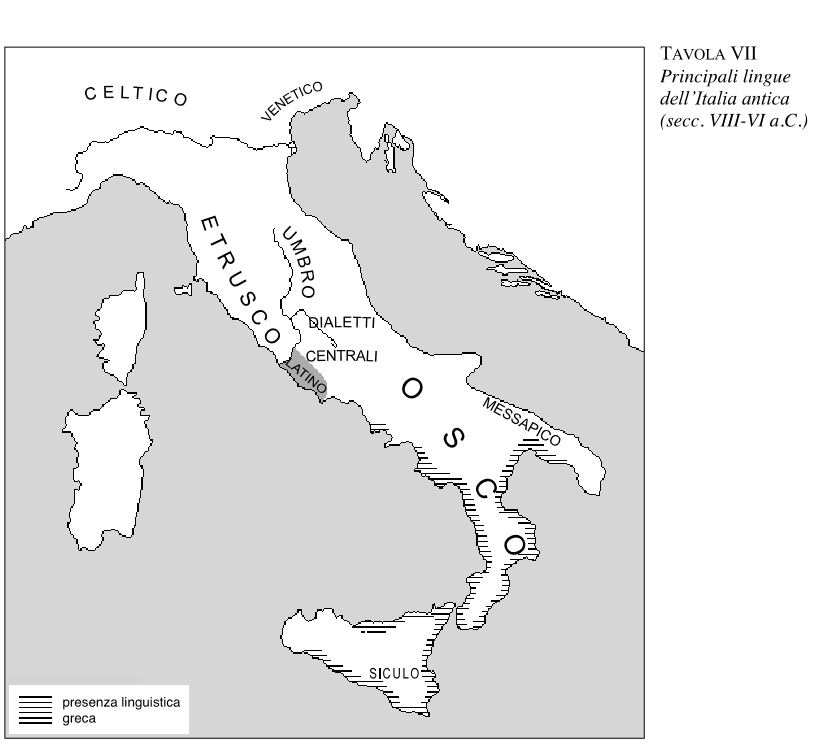 TAVOLA VII
Principali lingue
dell'Italia antica
(secc. VIII-VI a.C.)
CELTICO
VENETICO
ETRUSCO
UMBRO
DIALETTI
CENTRALI
LATINO
OSCO
MESSAPICO
SICULO
presenza linguistica
greca